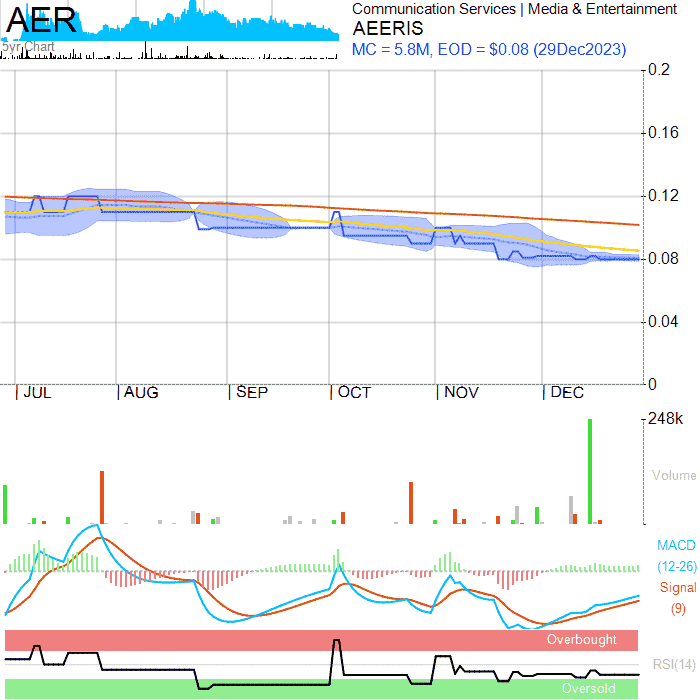 AER
5yr Chart
Communication Services | Media & Entertainment
AEERIS
MC = 5.8M, EOD = $0.08 (29Dec2023)
0.2
0.16
0.12
0.08
0.04
0
JUL
AUG
SEP
OCT
NOV
DEC
248k
Volume
MACD
(12-26)
Signal
(9)
Overbought
RSI(14)
Oversold